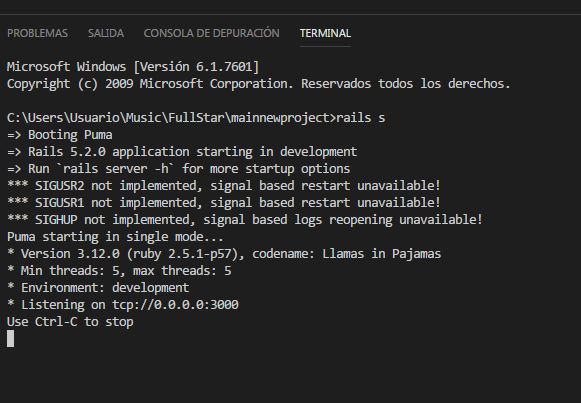 PROBLEMAS SALIDA CONSOLA DE DEPURACIÓN TERMINAL
Microsoft Windows [Versión 6.1.7601]
Copyright (c) 2009 Microsoft Corporation. Reservados todos los derechos.
C:\Users\Usuario\Music\FullStar\mainnewproject>rails s
=> Booting Puma
=> Rails 5.2.0 application starting in development
=> Run `rails server -h` for more startup options
*** SIGUSR2 not implemented, signal based restart unavailable!
*** SIGUSR1 not implemented, signal based restart unavailable!
*** SIGHUP not implemented, signal based logs reopening unavailable!
Puma starting in single mode...
* Version 3.12.0 (ruby 2.5.1-p57), codename: Llamas in Pajamas
* Min threads: 5, max threads: 5
* Environment: development
* Listening on tcp://0.0.0.0:3000
Use Ctrl-C to stop